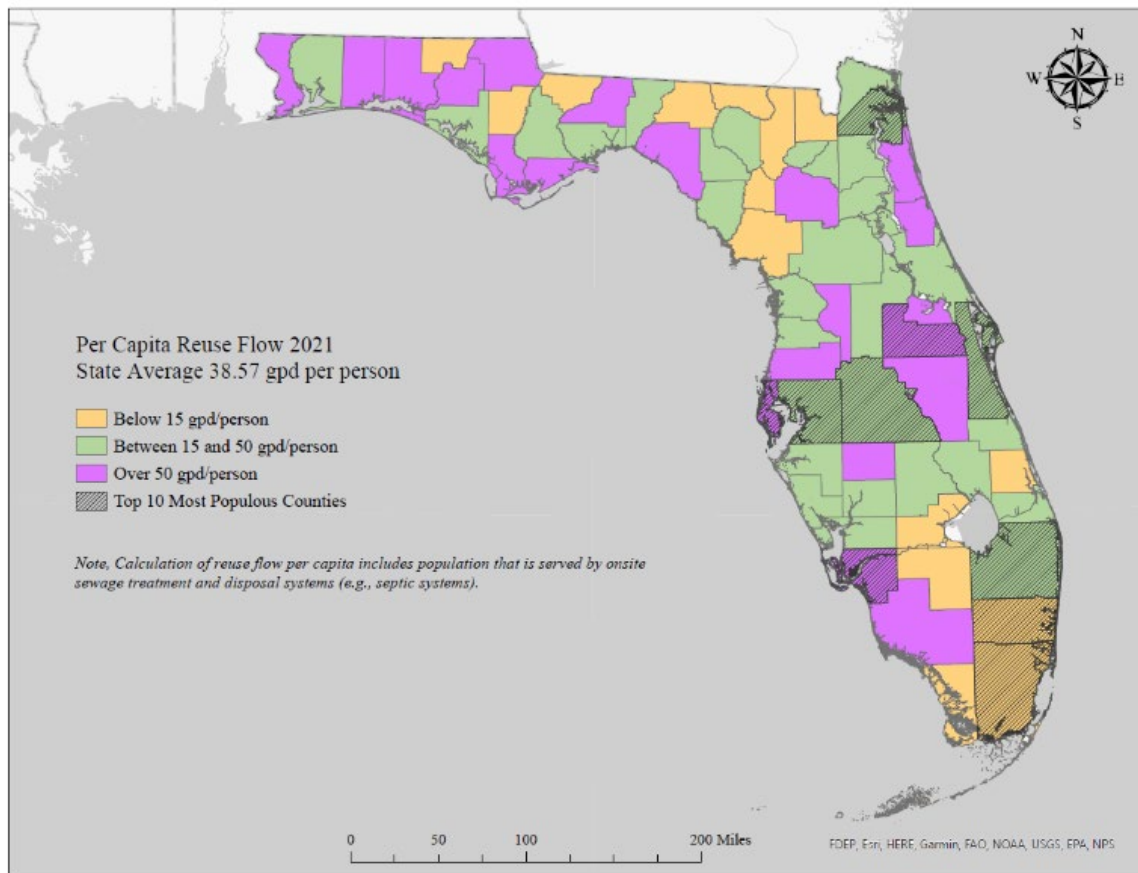 N
W E
S
Per Capita Reuse Flow 2021
State Average 38.57 gpd per person
Below 15 gpd/person
Between 15 and 50 gpd/person
Over 50 gpd/person
Top 10 Most Populous Counties
Note, Calculation of reuse flow per capita includes population that is served by onsite
sewage treatment and disposal systems (e.g., septic systems).
0 50 100 200 Miles
FDEP, Esri, HERE, Garmin, FAO, NOAA, USGS, EPA, NPS